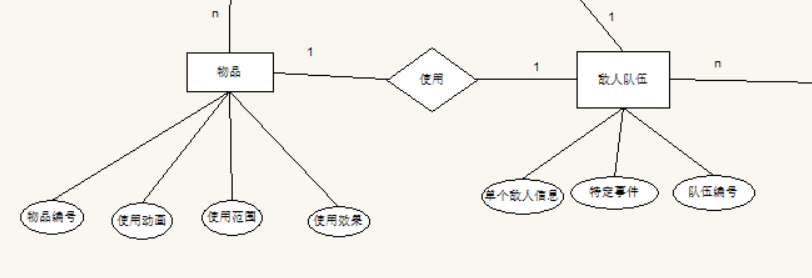 n
1
1
1
n
物品
使用
敌人队伍
物品编号
使用动画
使用范围
使用效果
单个敌人信息
特定事件
队伍编号